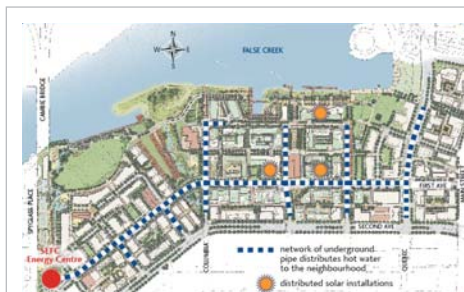 N
W
E
S
FALSE CREEK
CAMBIE BRIDGE
SPYGLASS PLACE
SEFC
Energy Centre
COLUMBIA
FIRST AVE
SECOND AVE
QUEBEC
network of underground
pipe distributes hot water
to the neighbourhood
distributed solar installations